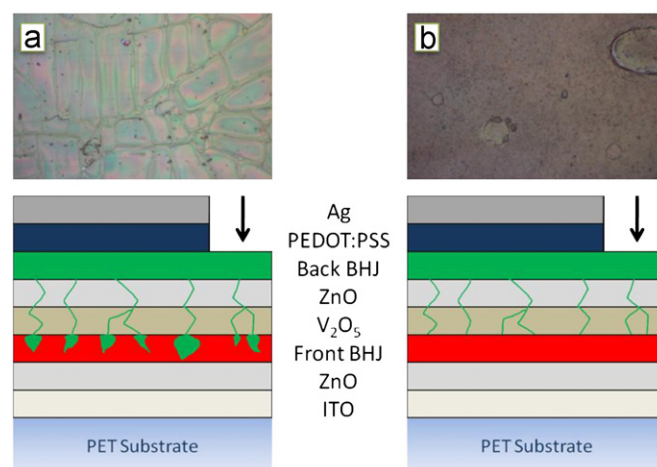 a
b
Ag
PEDOT:PSS
Back BHJ
ZnO
V₂O₅
Front BHJ
ZnO
ITO
PET Substrate
PET Substrate